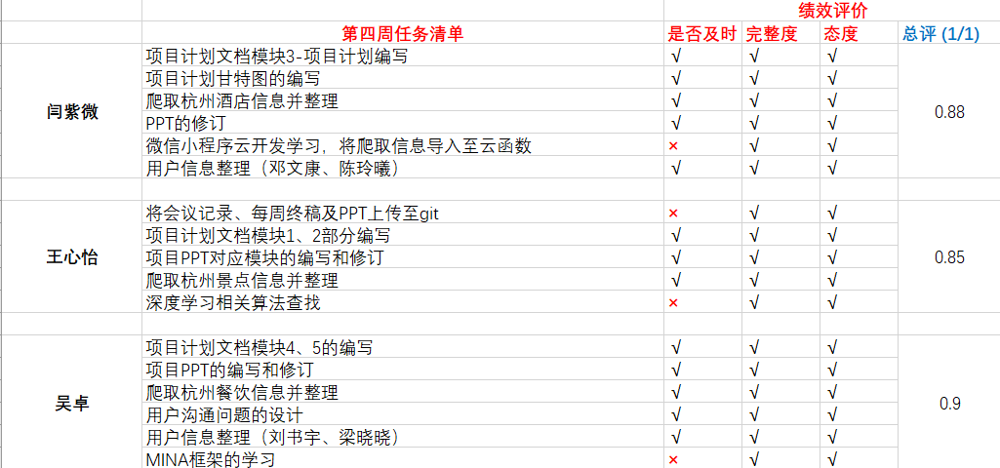 绩效评价
第四周任务清单 是否及时 完整度 态度 总评 (1/1)
项目计划文档模块3-项目计划编写 √ √ √
项目计划甘特图的编写 √ √ √
爬取杭州酒店信息并整理 √ √ √
闫紫微 0.88
PPT的修订 √ √ √
微信小程序云开发学习，将爬取信息导入至云函数 × √ √
用户信息整理（邓文康、陈玲曦） √ √ √
将会议记录、每周终稿及PPT上传至git × √ √
项目计划文档模块1、2部分编写 √ √ √
王心怡 项目PPT对应模块的编写和修订 √ √ √ 0.85
爬取杭州景点信息并整理 √ √ √
深度学习相关算法查找 × √ √
项目计划文档模块4、5的编写 √ √ √
项目PPT的编写和修订 √ √ √
爬取杭州餐饮信息并整理 √ √ √
吴卓 0.9
用户沟通问题的设计 √ √ √
用户信息整理（刘书宇、梁晓晓） √ √ √
MINA框架的学习 × √ √